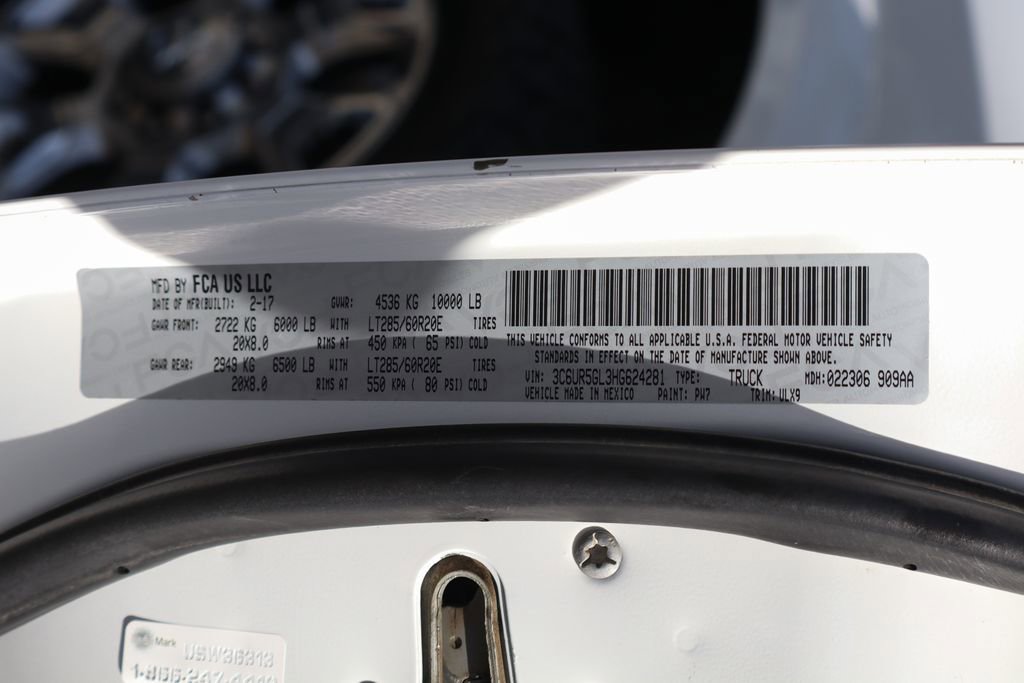 MFD BY FCA US LLC
DATE OF MFR(BUILT): 2-17 GVWR: 4536 KG 10000 LB
GAWR FRONT: 2722 KG 6000 LB WITH LT285/60R20E TIRES
20X8.0 RIMS AT 450 KPA ( 65 PSI) COLD
GAWR REAR: 2949 KG 6500 LB WITH LT285/60R20E TIRES
20X8.0 RIMS AT 550 KPA ( 80 PSI) COLD
THIS VEHICLE CONFORMS TO ALL APPLICABLE U.S.A. FEDERAL MOTOR VEHICLE SAFETY
STANDARDS IN EFFECT ON THE DATE OF MANUFACTURE SHOWN ABOVE.
VIN: 3C6UR5GL3HG624281 TYPE: TRUCK MDH:022306 909AA
VEHICLE MADE IN MEXICO PAINT: PW7 TRIM: VLX9
Mark USW36313